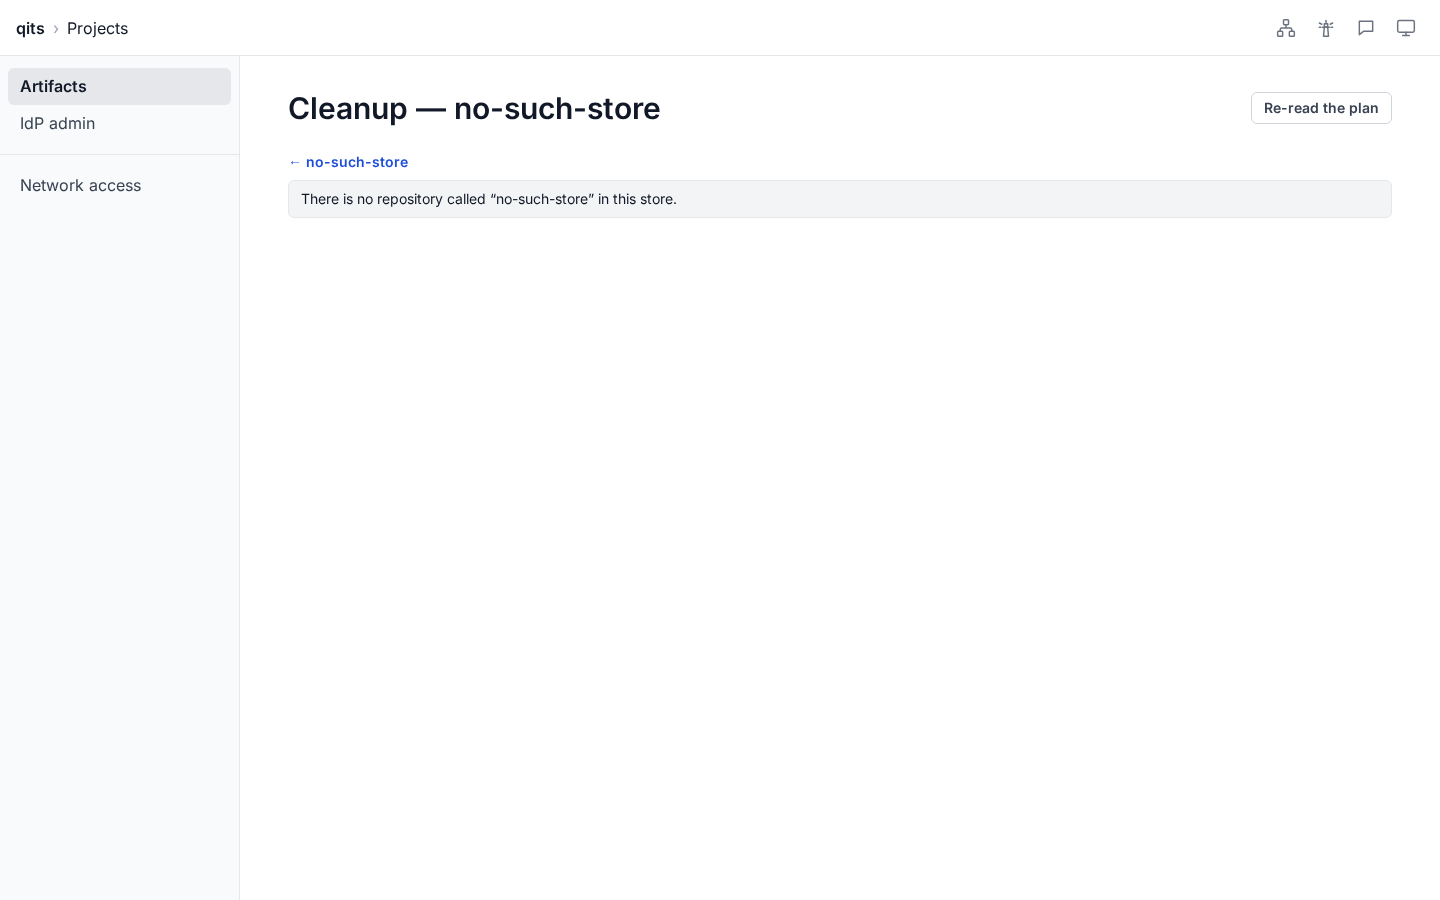 qits › Projects
Artifacts
IdP admin
Network access
Cleanup — no-such-store
Re-read the plan
← no-such-store
There is no repository called “no-such-store” in this store.